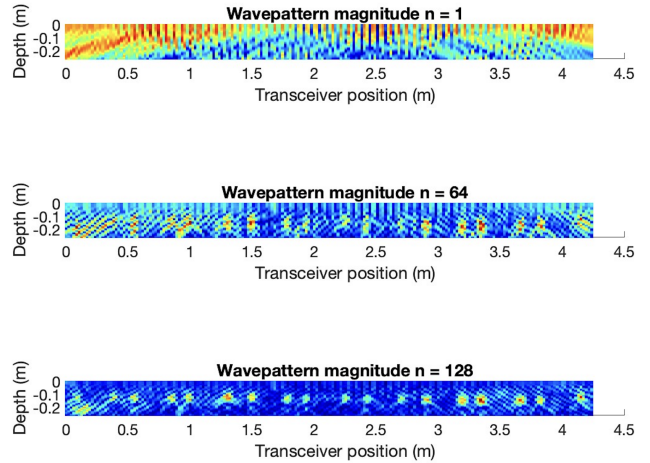 Wavepattern magnitude n = 1
Depth (m)
0
-0.1
-0.2
0 0.5 1 1.5 2 2.5 3 3.5 4 4.5
Transceiver position (m)
Wavepattern magnitude n = 64
Depth (m)
0
-0.1
-0.2
0 0.5 1 1.5 2 2.5 3 3.5 4 4.5
Transceiver position (m)
Wavepattern magnitude n = 128
Depth (m)
0
-0.1
-0.2
0 0.5 1 1.5 2 2.5 3 3.5 4 4.5
Transceiver position (m)